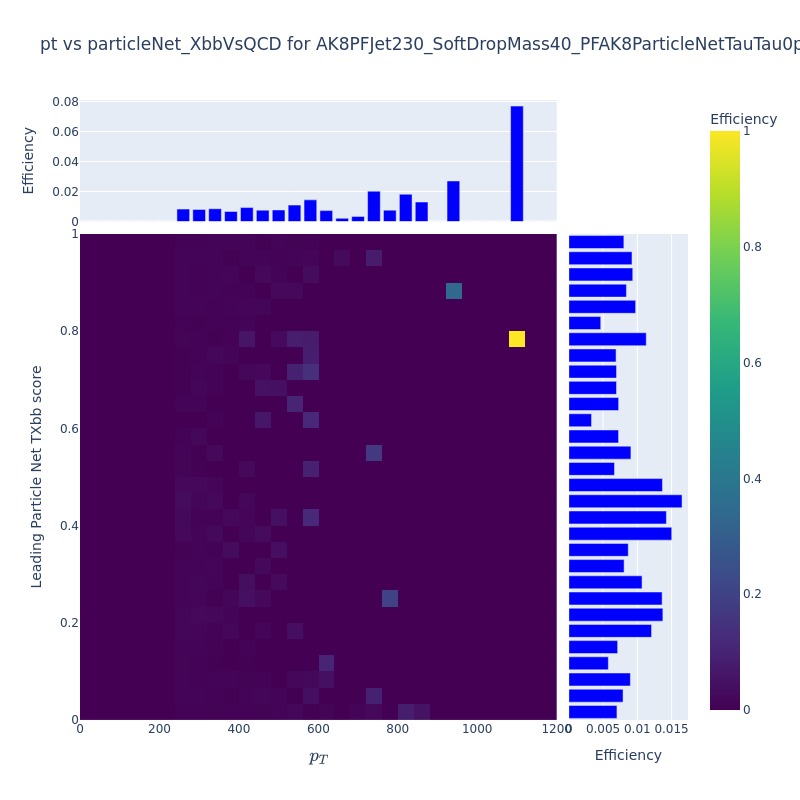 pt vs particleNet_XbbVsQCD for AK8PFJet230_SoftDropMass40_PFAK8ParticleNetTauTau0p
Efficiency
0.08
0.06
0.04
0.02
0
Efficiency
1
0.8
0.6
0.4
0.2
0
Leading Particle Net TXbb score
1
0.8
0.6
0.4
0.2
0
0 200 400 600 800 1000 1200
p_T
0 0.005 0.01 0.015
Efficiency